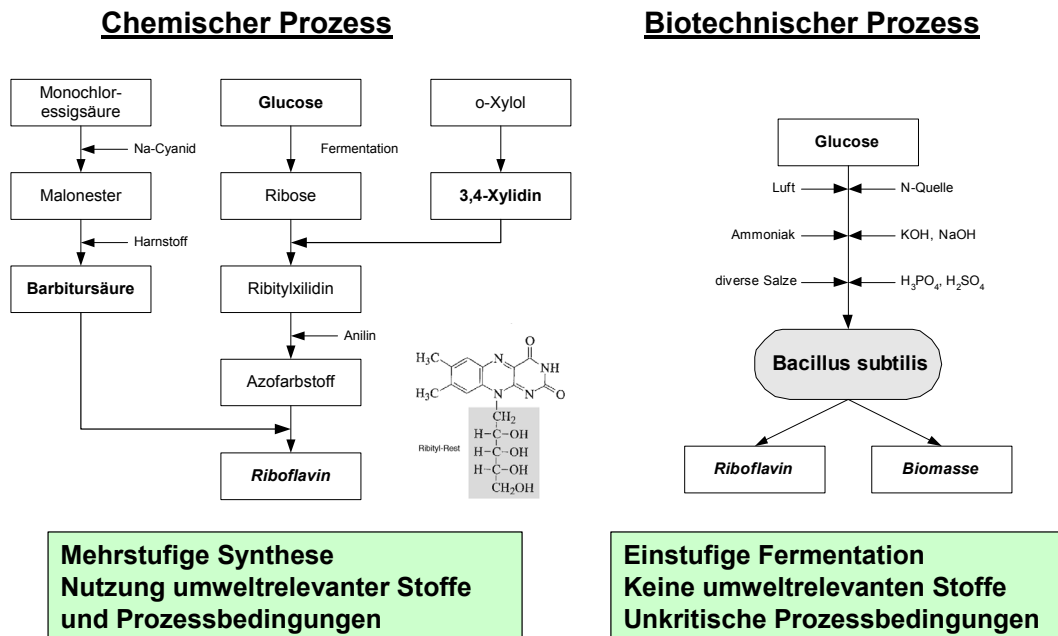 Chemischer Prozess
Biotechnischer Prozess
Monochlor-
essigsäure
Glucose
o-Xylol
Na-Cyanid
Fermentation
Malonester
Ribose
3,4-Xylidin
Harnstoff
Barbitursäure
Ribitylxilidin
Anilin
Azofarbstoff
Riboflavin
O
H₃C
N
NH
H₃C
N
N
O
CH₂
Ribityl-Rest
H–C–OH
H–C–OH
H–C–OH
CH₂OH
Glucose
Luft
N-Quelle
Ammoniak
KOH, NaOH
diverse Salze
H₃PO₄, H₂SO₄
Bacillus subtilis
Riboflavin
Biomasse
Mehrstufige Synthese
Nutzung umweltrelevanter Stoffe
und Prozessbedingungen
Einstufige Fermentation
Keine umweltrelevanten Stoffe
Unkritische Prozessbedingungen